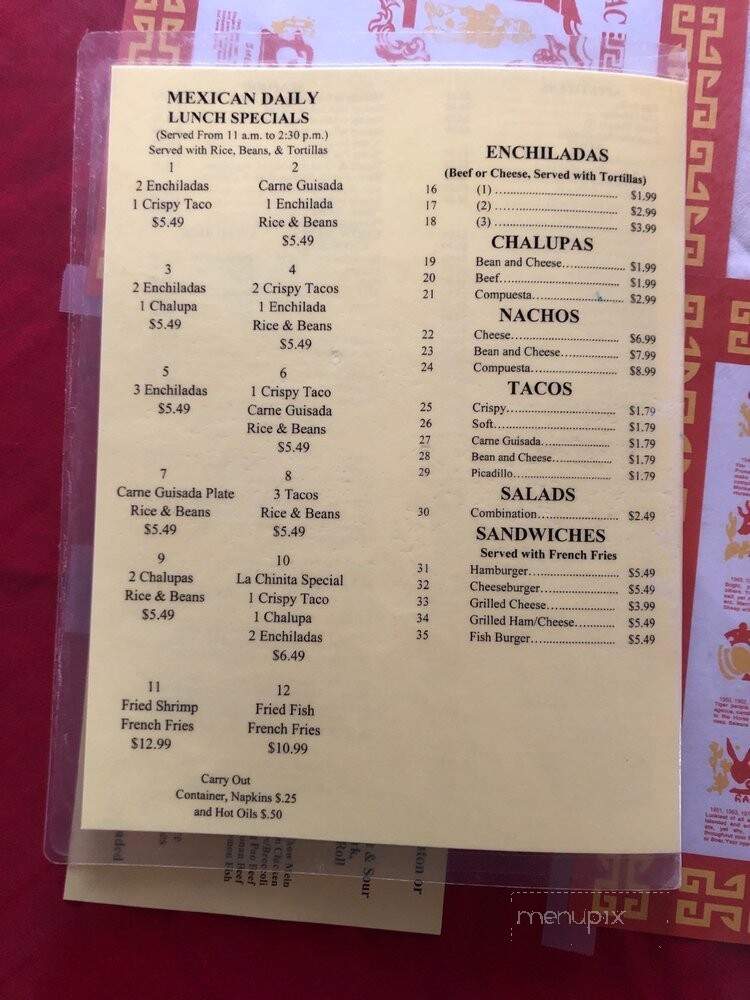 MEXICAN DAILY
LUNCH SPECIALS
(Served From 11 a.m. to 2:30 p.m.)
Served with Rice, Beans, & Tortillas
1
2 Enchiladas
1 Crispy Taco
$5.49
2
Carne Guisada
1 Enchilada
Rice & Beans
$5.49
3
2 Enchiladas
1 Chalupa
$5.49
4
2 Crispy Tacos
1 Enchilada
Rice & Beans
$5.49
5
3 Enchiladas
$5.49
6
1 Crispy Taco
Carne Guisada
Rice & Beans
$5.49
7
Carne Guisada Plate
Rice & Beans
$5.49
8
3 Tacos
Rice & Beans
$5.49
9
2 Chalupas
Rice & Beans
$5.49
10
La Chinita Special
1 Crispy Taco
1 Chalupa
2 Enchiladas
$6.49
11
Fried Shrimp
French Fries
$12.99
12
Fried Fish
French Fries
$10.99
Carry Out
Container, Napkins $.25
and Hot Oils $.50
ENCHILADAS
(Beef or Cheese, Served with Tortillas)
16 (1) $1.99
17 (2) $2.99
18 (3) $3.99
CHALUPAS
19 Bean and Cheese $1.99
20 Beef $1.99
21 Compuesta $2.99
NACHOS
22 Cheese $6.99
23 Bean and Cheese $7.99
24 Compuesta $8.99
TACOS
25 Crispy $1.79
26 Soft $1.79
27 Carne Guisada $1.79
28 Bean and Cheese $1.79
29 Picadillo $1.79
SALADS
30 Combination $2.49
SANDWICHES
Served with French Fries
31 Hamburger $5.49
32 Cheeseburger $5.49
33 Grilled Cheese $3.99
34 Grilled Ham/Cheese $5.49
35 Fish Burger $5.49
& Sour
Roll
menupix